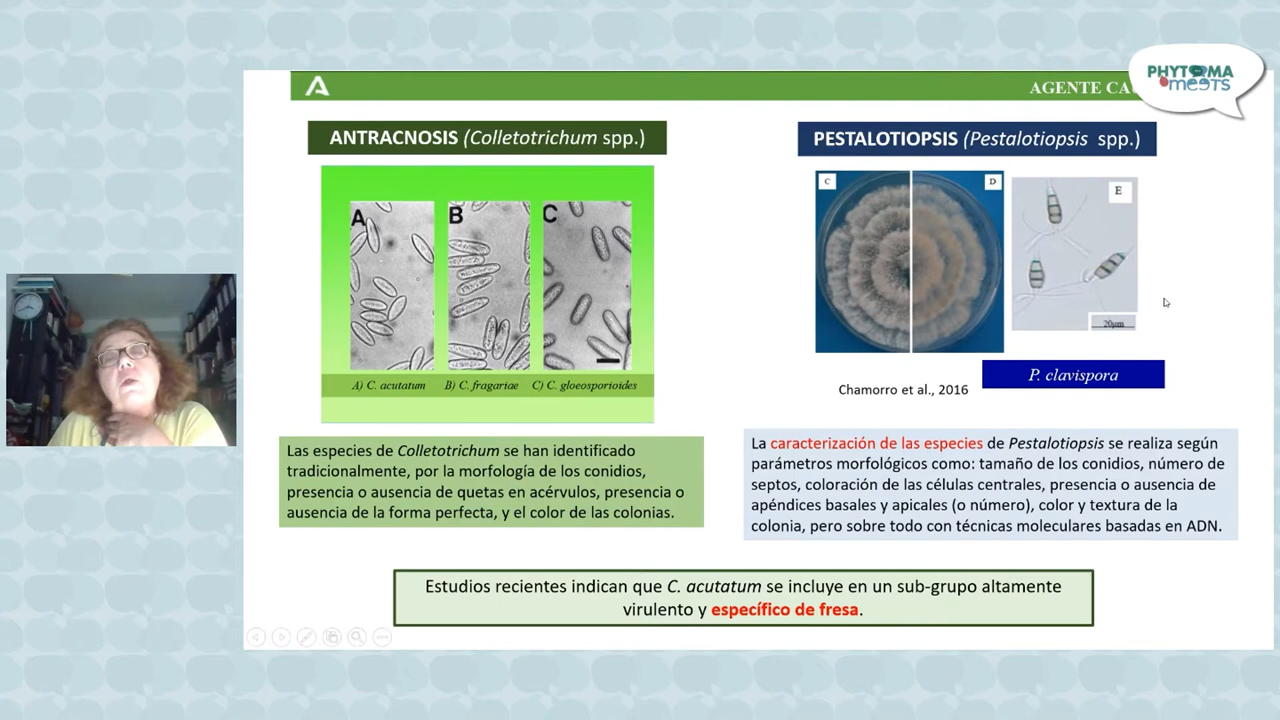 PHYTOMA
meets
AGENTE CA
ANTRACNOSIS (Colletotrichum spp.)
A
B
C
A) C. acutatum B) C. fragariae C) C. gloeosporioides
Las especies de Colletotrichum se han identificado
tradicionalmente, por la morfología de los conidios,
presencia o ausencia de quetas en acérvulos, presencia o
ausencia de la forma perfecta, y el color de las colonias.
PESTALOTIOPSIS (Pestalotiopsis spp.)
C
D
E
20µm
P. clavispora
Chamorro et al., 2016
La caracterización de las especies de Pestalotiopsis se realiza según
parámetros morfológicos como: tamaño de los conidios, número de
septos, coloración de las células centrales, presencia o ausencia de
apéndices basales y apicales (o número), color y textura de la
colonia, pero sobre todo con técnicas moleculares basadas en ADN.
Estudios recientes indican que C. acutatum se incluye en un sub-grupo altamente
virulento y específico de fresa.